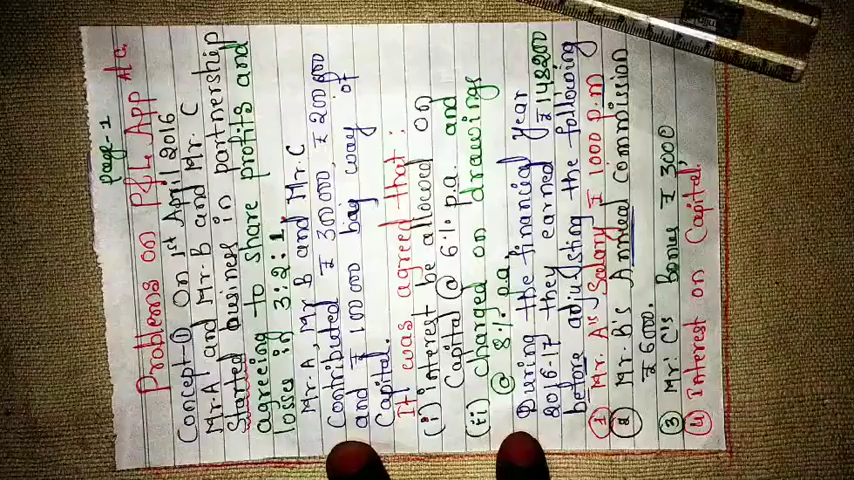 page-1
Problems on P&L App A/c.
Concept-① On 1st April 2016
Mr. A and Mr. B and Mr. C
Started business in partnership
agreeing to share profits and
losses in 3:2:1.
Mr. A, Mr B and Mr. C
Contributed ₹ 300000, ₹ 200000
and ₹ 100000 bay way of
Capital.
It was agreed that:
(i) interest be allowed on
Capital @ 6% p.a. and
(ii) charged on drawings
@ 8% pa.
During the financial year
2016-17 they earned ₹148200
before adjusting the following
① Mr. A's Salary ₹ 1000 p.m
② Mr. B's Annual Commission
₹ 6000.
③ Mr. C's Bonus ₹ 3000
④ Interest on Capital.